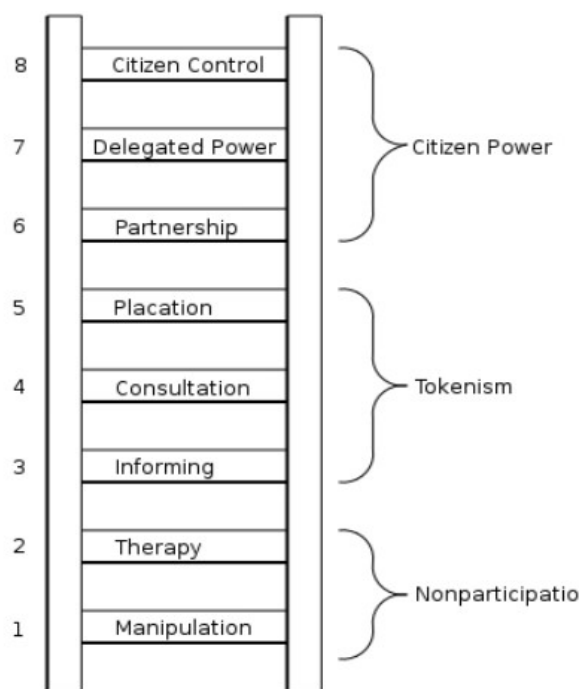 8 Citizen Control
7 Delegated Power Citizen Power
6 Partnership
5 Placation
4 Consultation Tokenism
3 Informing
2 Therapy
Nonparticipatio
1 Manipulation